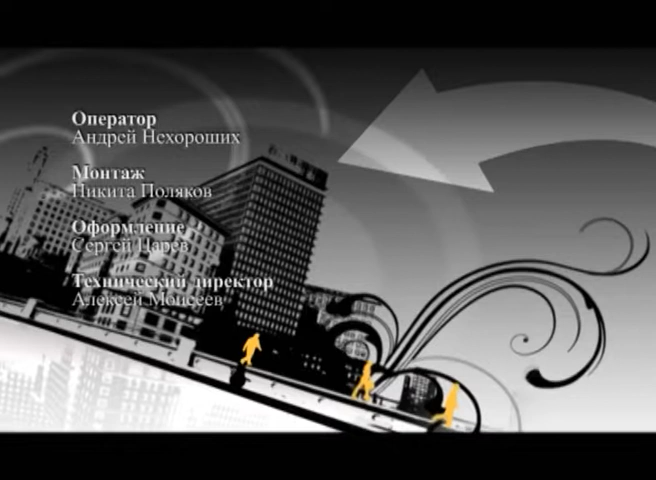 Оператор
Андрей Нехороших
Монтаж
Никита Поляков
Оформление
Сергей Царев
Технический директор
Алексей Моисеев